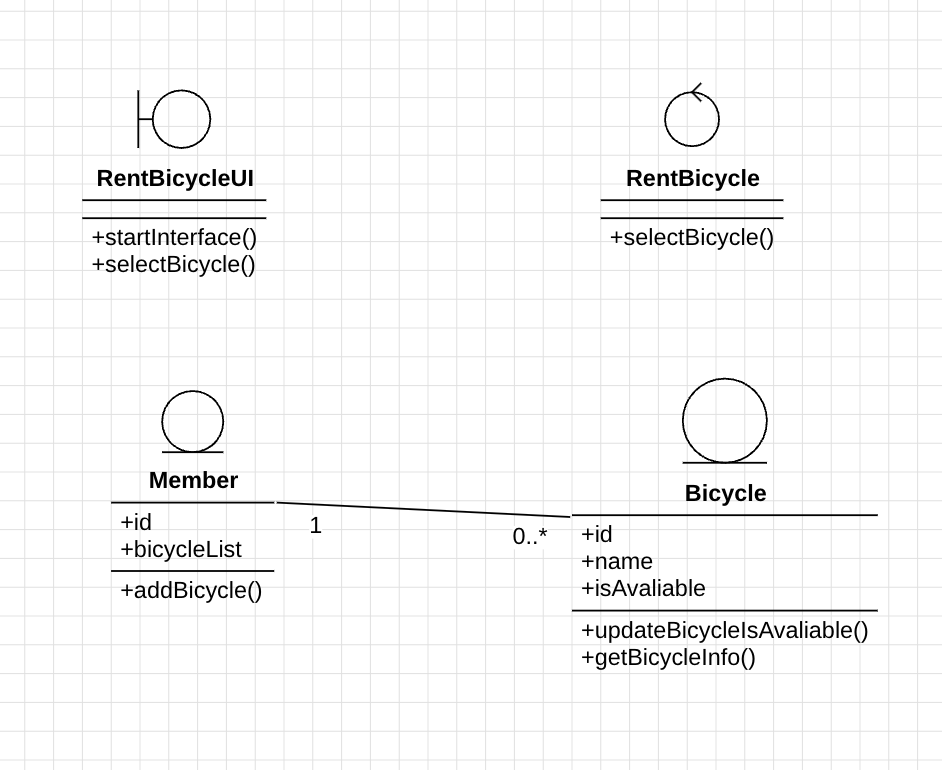 RentBicycleUI
+startInterface()
+selectBicycle()
RentBicycle
+selectBicycle()
Member
+id
+bicycleList
+addBicycle()
1
0..*
Bicycle
+id
+name
+isAvaliable
+updateBicycleIsAvaliable()
+getBicycleInfo()